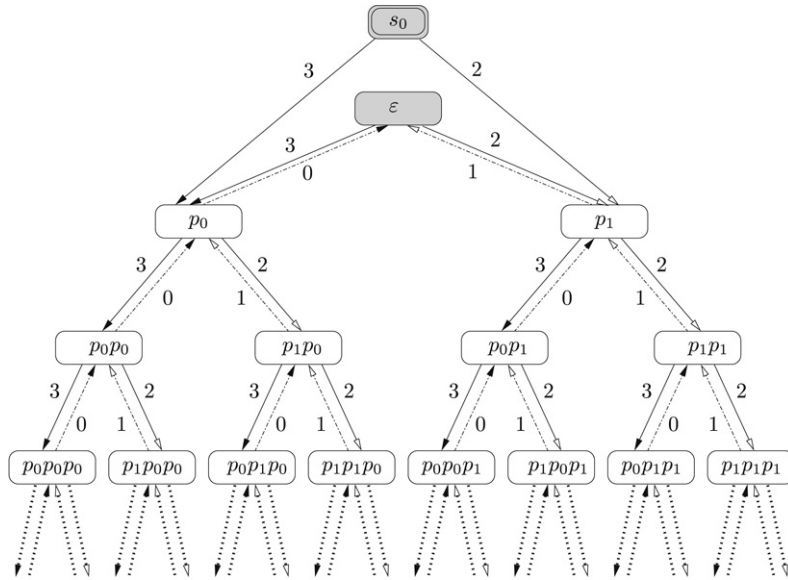 s₀
3 2
ε
3 2
0 1
p₀ p₁
3 2 3 2
0 1 0 1
p₀p₀ p₁p₀ p₀p₁ p₁p₁
3 2 3 2 3 2 3 2
0 1 0 1 0 1 0 1
p₀p₀p₀ p₁p₀p₀ p₀p₁p₀ p₁p₁p₀ p₀p₀p₁ p₁p₀p₁ p₀p₁p₁ p₁p₁p₁